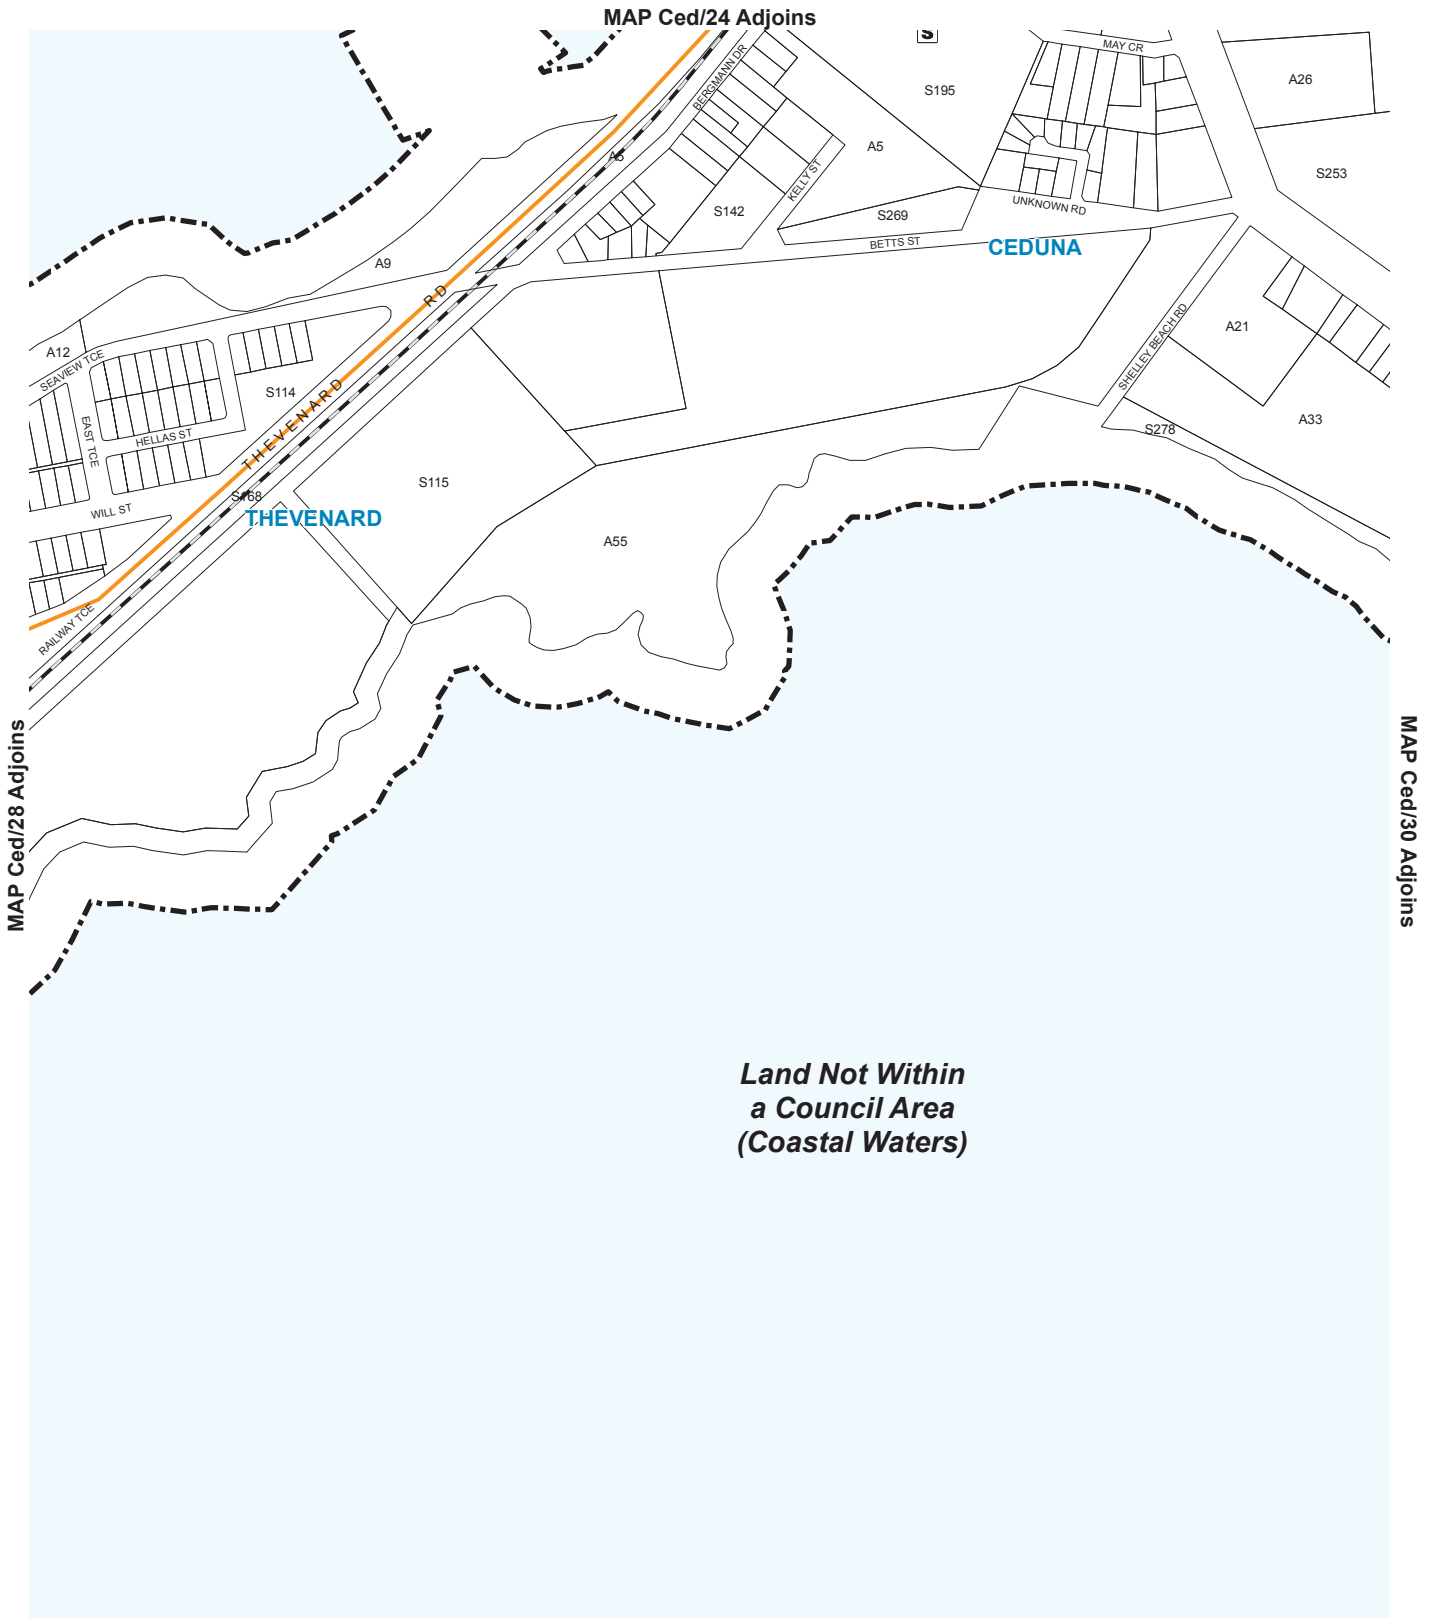 MAP Ced/24 Adjoins
S
MAY CR
A26
BERGMANN DR
S195
A5
A5
KELLY ST
S253
S142
S269
UNKNOWN RD
BETTS ST
CEDUNA
A9
THEVENARD RD
A12
SEAVIEW TCE
SHELLEY BEACH RD
A21
S114
EAST TCE
HELLAS ST
A33
S278
S115
S168
WILL ST
THEVENARD
A55
RAILWAY TCE
MAP Ced/28 Adjoins
MAP Ced/30 Adjoins
Land Not Within
a Council Area
(Coastal Waters)